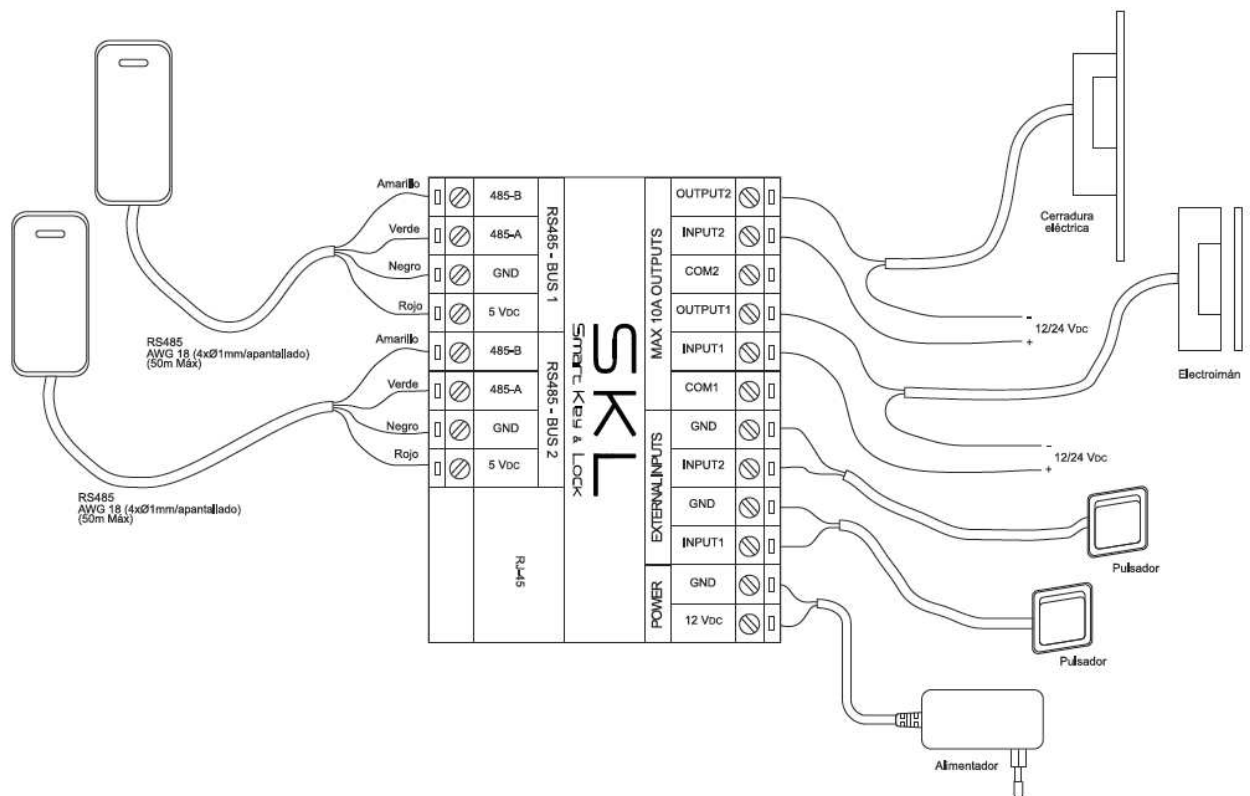 Amarillo
Verde
Negro
Rojo
Amarillo
Verde
Negro
Rojo
485-B
485-A
GND
5 VDC
485-B
485-A
GND
5 VDC
RS485 - BUS 1
RS485 - BUS 2
RJ-45
SKL
Smart Key & Lock
MAX 10A OUTPUTS
EXTERNAL INPUTS
POWER
OUTPUT2
INPUT2
COM2
OUTPUT1
INPUT1
COM1
GND
INPUT2
GND
INPUT1
GND
12 VDC
RS485
AWG 18 (4xØ1mm/apantallado)
(50m Máx)
RS485
AWG 18 (4xØ1mm/apantallado)
(50m Máx)
Cerradura
eléctrica
-
12/24 VDC
+
Electroimán
-
12/24 VDC
+
Pulsador
Pulsador
Alimentador